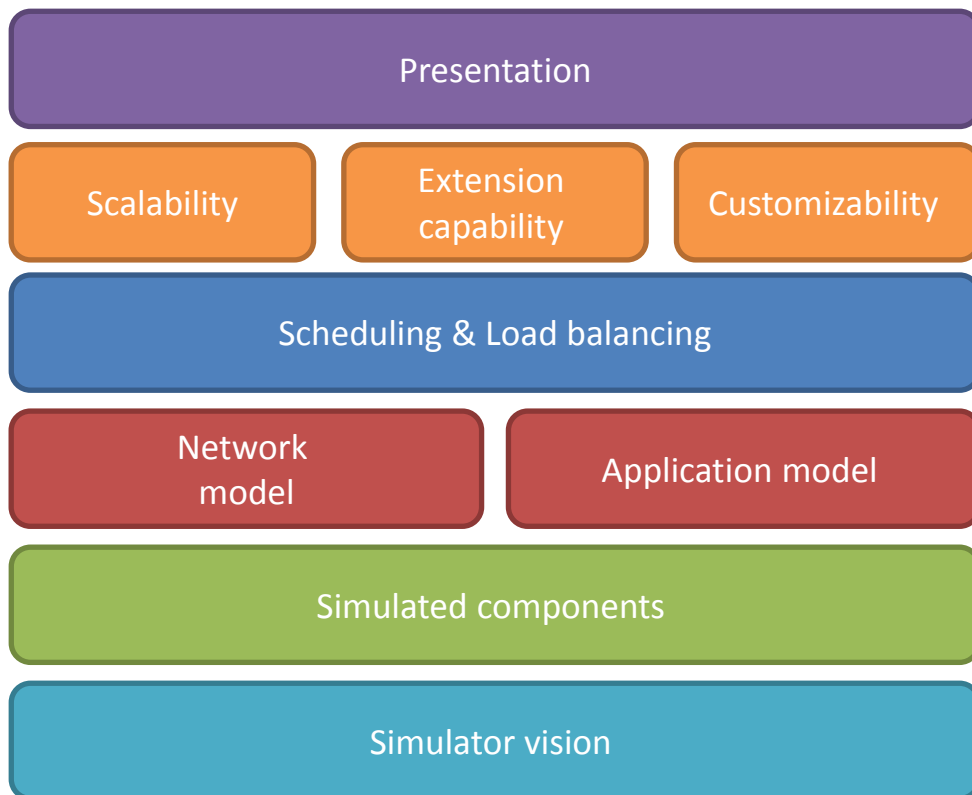 Presentation
Scalability
Extension
capability
Customizability
Scheduling & Load balancing
Network
model
Application model
Simulated components
Simulator vision